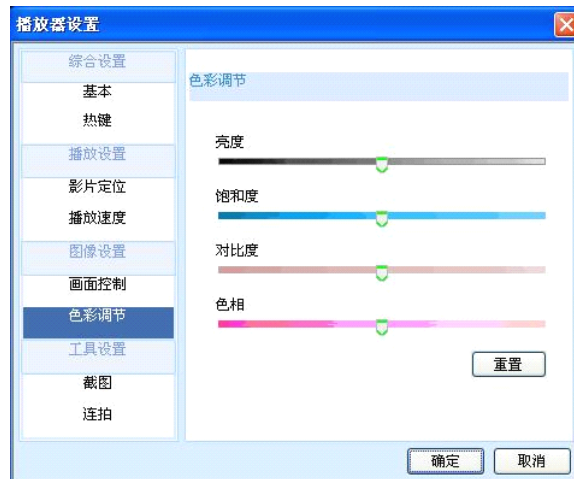 播放器设置
综合设置
基本
热键
播放设置
影片定位
播放速度
图像设置
画面控制
色彩调节
工具设置
截图
连拍
色彩调节
亮度
饱和度
对比度
色相
重置
确定
取消